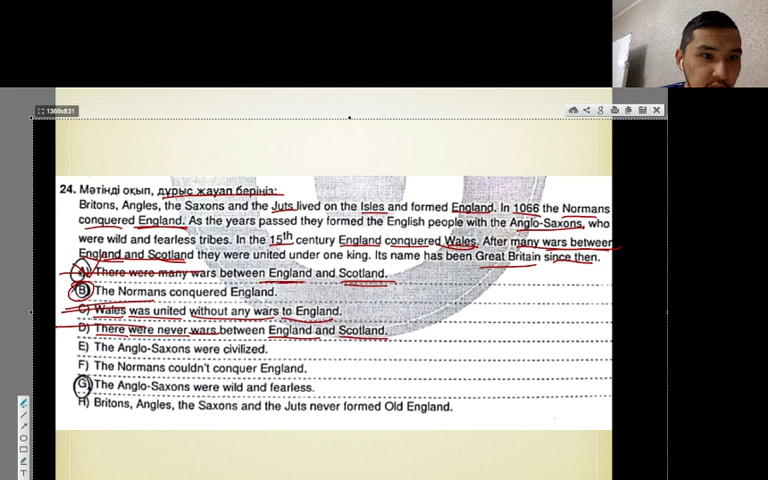 1369x831
24. Мәтінді оқып, дұрыс жауап беріңіз:
Britons, Angles, the Saxons and the Juts lived on the Isles and formed England. In 1066 the Normans
conquered England. As the years passed they formed the English people with the Anglo-Saxons, who
were wild and fearless tribes. In the 15th century England conquered Wales. After many wars between
England and Scotland they were united under one king. Its name has been Great Britain since then.
A) There were many wars between England and Scotland.
B) The Normans conquered England.
C) Wales was united without any wars to England.
D) There were never wars between England and Scotland.
E) The Anglo-Saxons were civilized.
F) The Normans couldn't conquer England.
G) The Anglo-Saxons were wild and fearless.
H) Britons, Angles, the Saxons and the Juts never formed Old England.